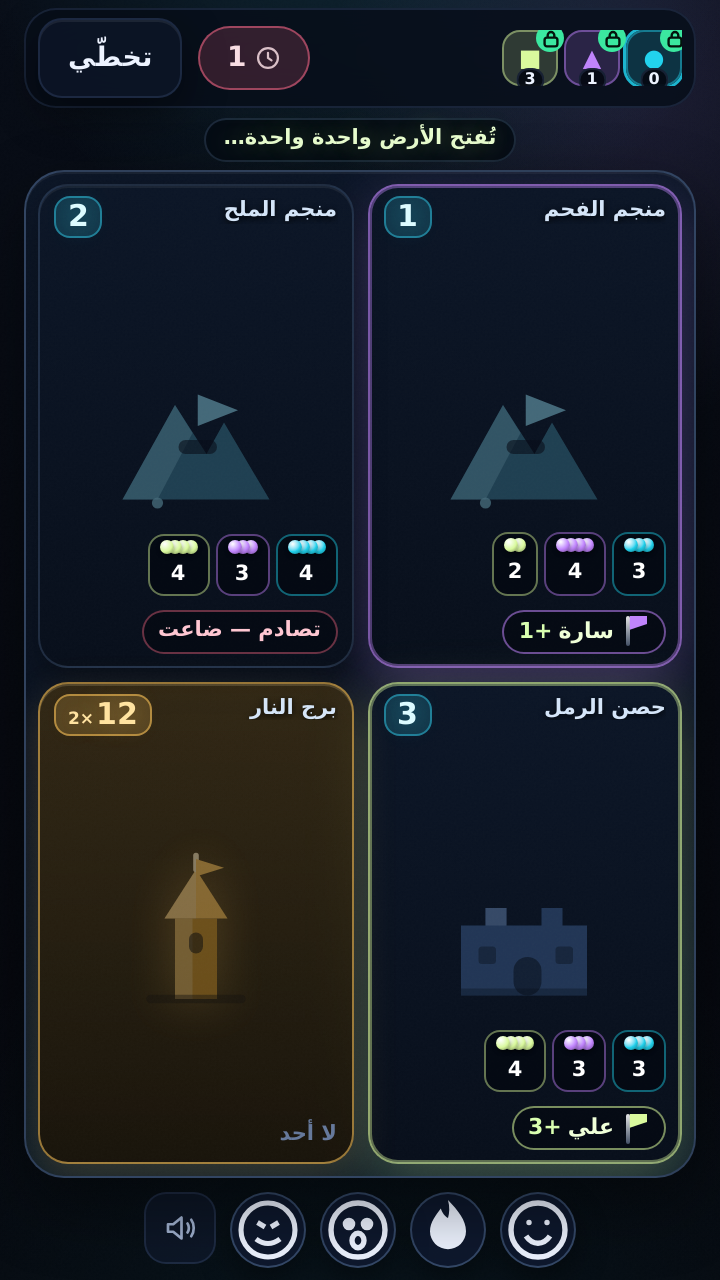 تخطّي
1
3
1
0
تُفتح الأرض واحدة واحدة...
منجم الفحم
1
3
4
2
سارة +1
منجم الملح
2
4
3
4
تصادم — ضاعت
حصن الرمل
3
3
3
4
علي +3
برج النار
12×2
لا أحد